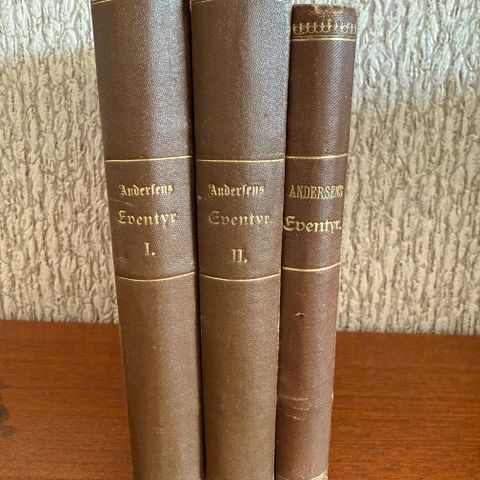 Andersens
Eventyr
I.
Andersens
Eventyr.
II.
ANDERSENS
Eventyr.